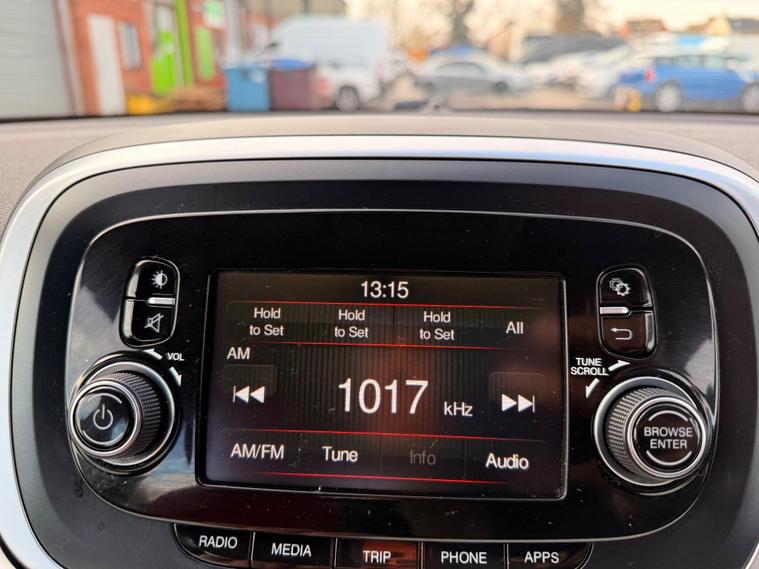 13:15
Hold to Set
Hold to Set
Hold to Set
All
AM
1017 kHz
AM/FM Tune Info Audio
VOL
TUNE
SCROLL
BROWSE
ENTER
RADIO MEDIA TRIP PHONE APPS